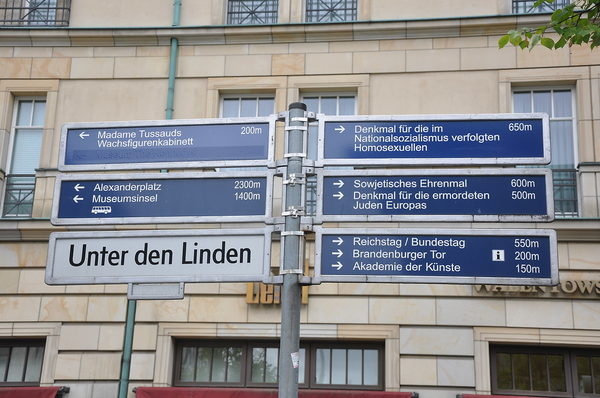 ← Madame Tussauds 200m
Wachsfigurenkabinett
← Alexanderplatz 2300m
← Museumsinsel 1400m
Unter den Linden
→ Denkmal für die im 650m
Nationalsozialismus verfolgten
Homosexuellen
→ Sowjetisches Ehrenmal 600m
→ Denkmal für die ermordeten 500m
Juden Europas
→ Reichstag / Bundestag 550m
→ Brandenburger Tor i 200m
→ Akademie der Künste 150m